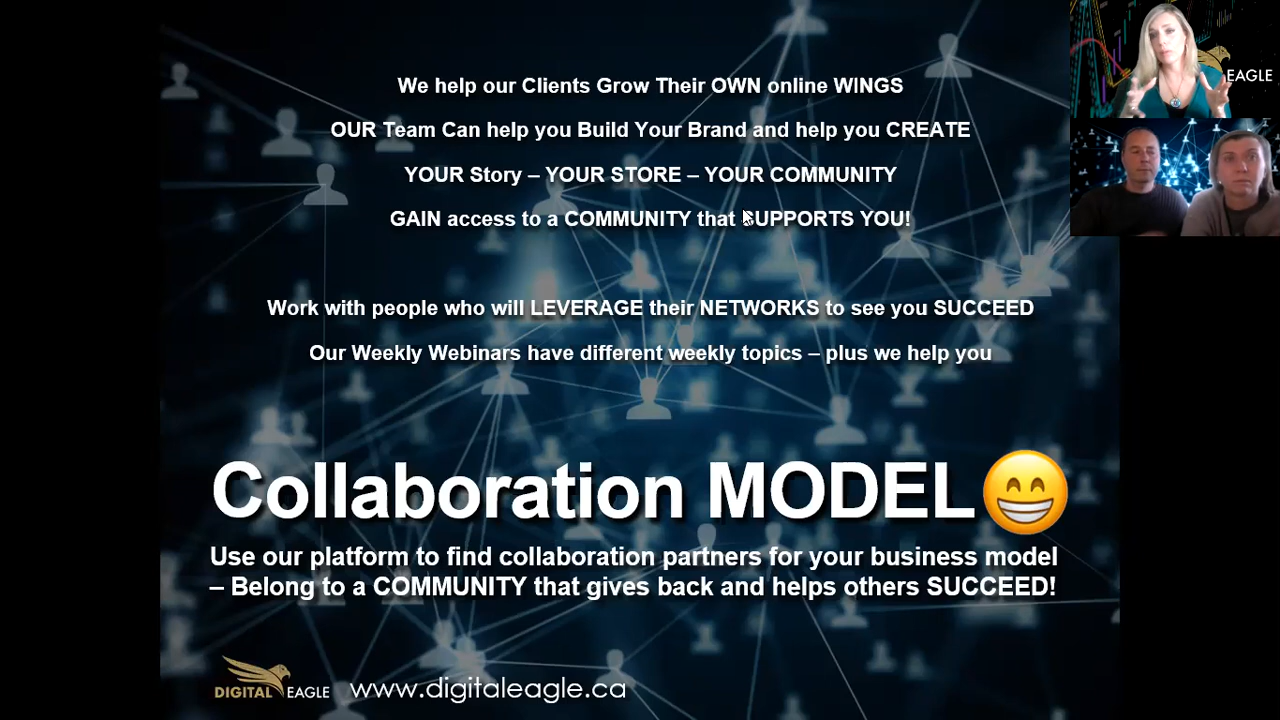 We help our Clients Grow Their OWN online WINGS
OUR Team Can help you Build Your Brand and help you CREATE
YOUR Story – YOUR STORE – YOUR COMMUNITY
GAIN access to a COMMUNITY that SUPPORTS YOU!
Work with people who will LEVERAGE their NETWORKS to see you SUCCEED
Our Weekly Webinars have different weekly topics – plus we help you
Collaboration MODEL😁
Use our platform to find collaboration partners for your business model
– Belong to a COMMUNITY that gives back and helps others SUCCEED!
DIGITAL EAGLE www.digitaleagle.ca
EAGLE